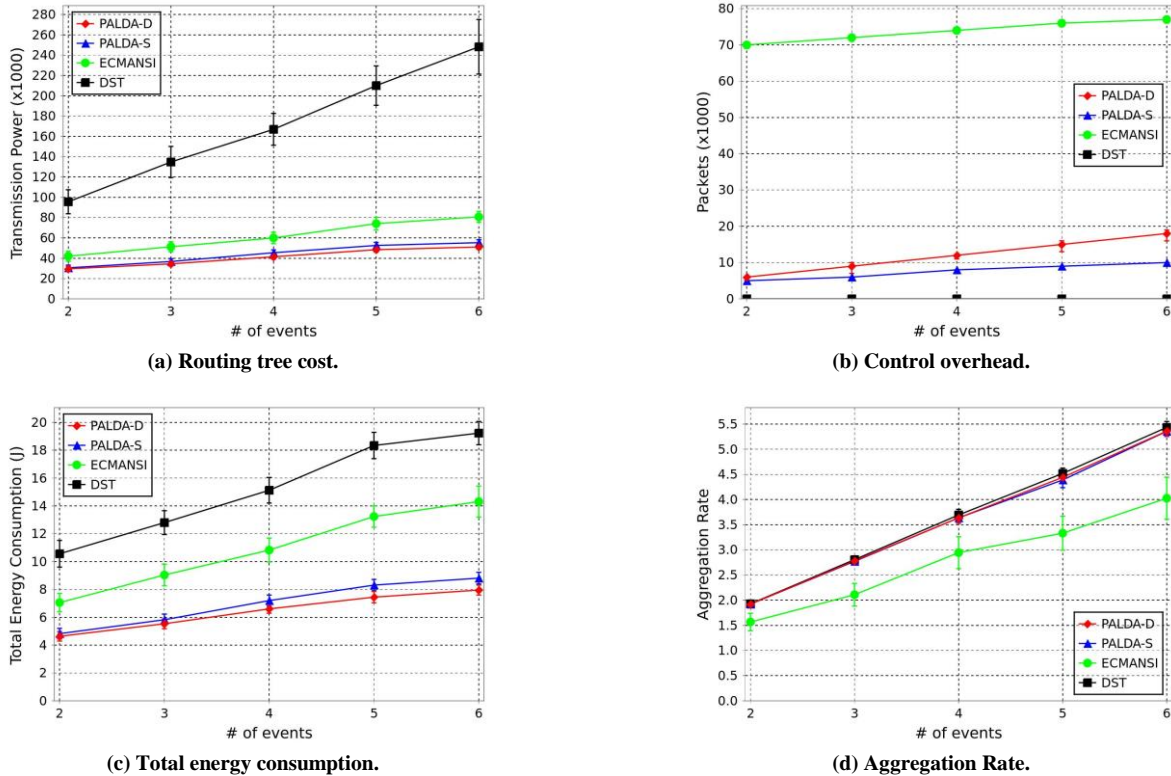 Transmission Power (x1000)
280
260
240
220
200
180
160
140
120
100
80
60
40
20
0
PALDA-D
PALDA-S
ECMANSI
DST
2 3 4 5 6
# of events
(a) Routing tree cost.
Packets (x1000)
80
70
60
50
40
30
20
10
0
PALDA-D
PALDA-S
ECMANSI
DST
2 3 4 5 6
# of events
(b) Control overhead.
Total Energy Consumption (J)
20
18
16
14
12
10
8
6
4
2
0
PALDA-D
PALDA-S
ECMANSI
DST
2 3 4 5 6
# of events
(c) Total energy consumption.
Aggregation Rate
5.5
5.0
4.5
4.0
3.5
3.0
2.5
2.0
1.5
1.0
0.5
0.0
PALDA-D
PALDA-S
ECMANSI
DST
2 3 4 5 6
# of events
(d) Aggregation Rate.